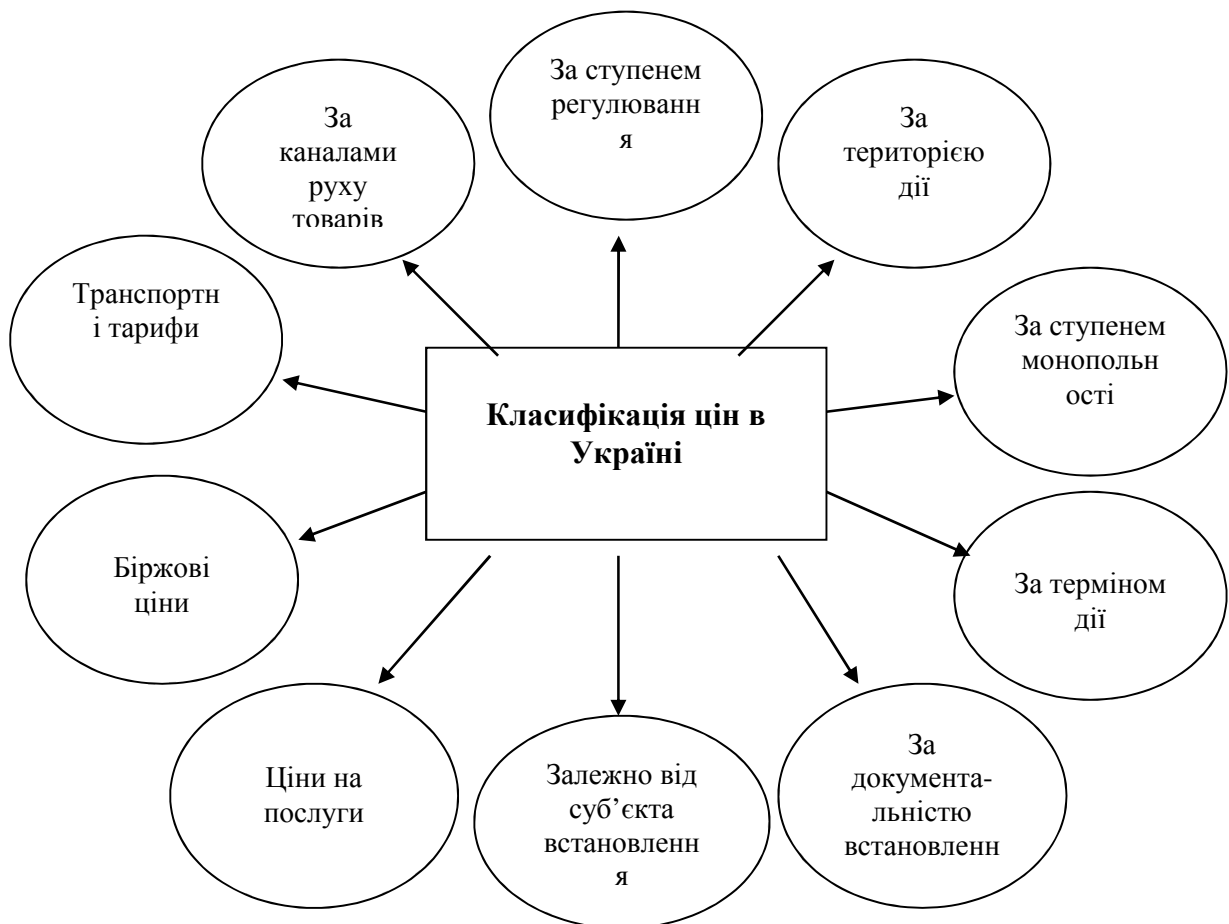 За ступенем
регулюванн
я
За
каналами
руху
товарів
За
територією
дії
Транспортн
і тарифи
За ступенем
монопольн
ості
Класифікація цін в
Україні
Біржові
ціни
За терміном
дії
Ціни на
послуги
Залежно від
суб’єкта
встановленн
я
За
документа-
льністю
встановленн